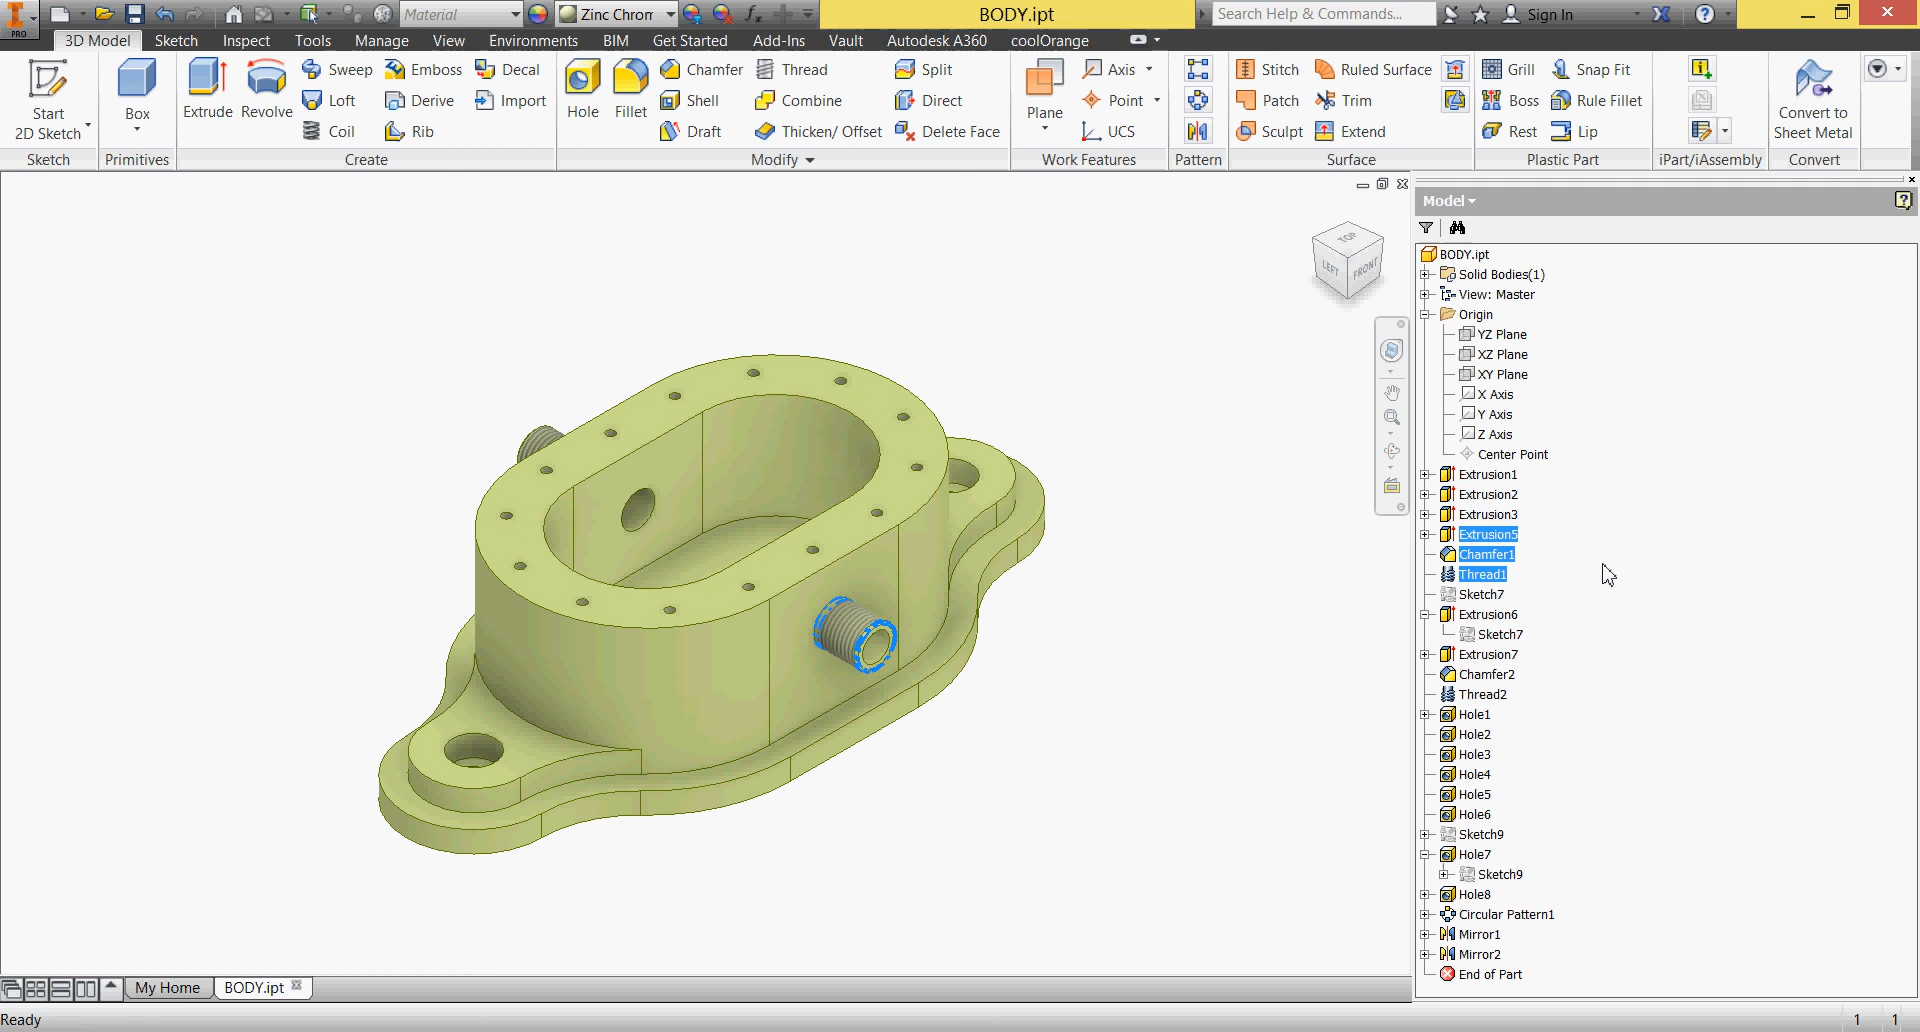 PRO
Material
Zinc Chrom
BODY.ipt
Search Help & Commands...
Sign In
3D Model Sketch Inspect Tools Manage View Environments BIM Get Started Add-Ins Vault Autodesk A360 coolOrange
Start
2D Sketch
Sketch
Box
Primitives
Extrude
Revolve
Sweep
Loft
Coil
Emboss
Derive
Rib
Decal
Import
Create
Hole
Fillet
Chamfer
Shell
Draft
Thread
Combine
Thicken/ Offset
Split
Direct
Delete Face
Modify
Plane
Axis
Point
UCS
Work Features
Pattern
Stitch
Patch
Sculpt
Ruled Surface
Trim
Extend
Surface
Grill
Boss
Rest
Snap Fit
Rule Fillet
Lip
Plastic Part
iPart/iAssembly
Convert to
Sheet Metal
Convert
TOP
LEFT
FRONT
Model
BODY.ipt
Solid Bodies(1)
View: Master
Origin
YZ Plane
XZ Plane
XY Plane
X Axis
Y Axis
Z Axis
Center Point
Extrusion1
Extrusion2
Extrusion3
Extrusion5
Chamfer1
Thread1
Sketch7
Extrusion6
Sketch7
Extrusion7
Chamfer2
Thread2
Hole1
Hole2
Hole3
Hole4
Hole5
Hole6
Sketch9
Hole7
Sketch9
Hole8
Circular Pattern1
Mirror1
Mirror2
End of Part
My Home
BODY.ipt
Ready
1 1